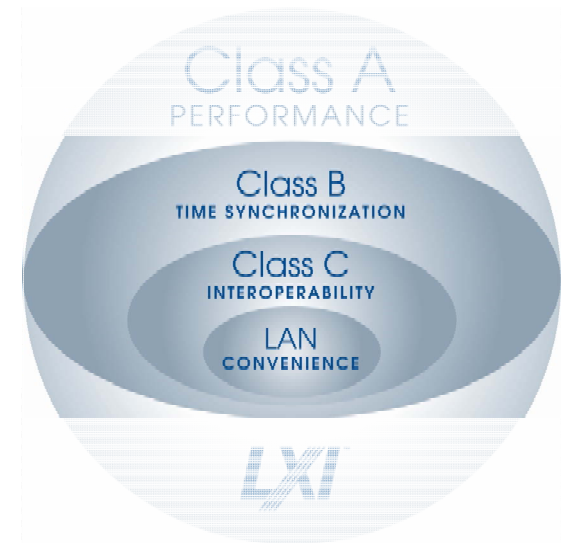 Class A
PERFORMANCE
Class B
TIME SYNCHRONIZATION
Class C
INTEROPERABILITY
LAN
CONVENIENCE
LXI